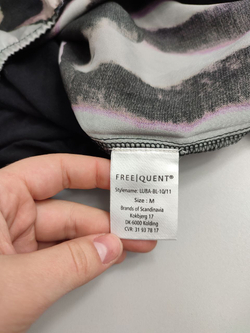 FREE|QUENT®
Stylename: LUBA-BL-10/11
Size : M
Brands of Scandinavia
Kokbjerg 17
DK-6000 Kolding
CVR: 31 93 78 17